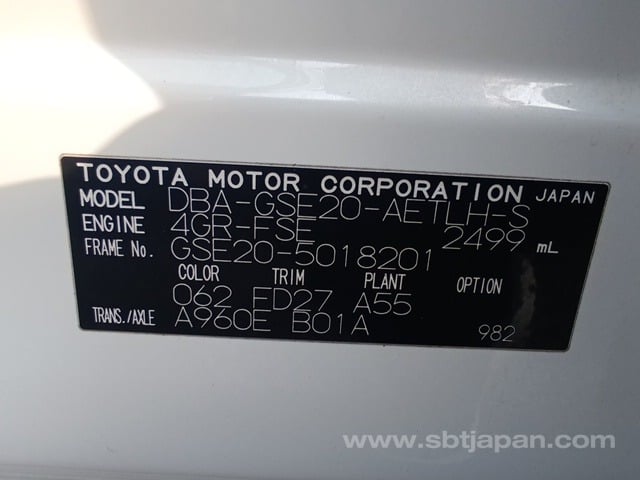 TOYOTA MOTOR CORPORATION JAPAN
MODEL DBA-GSE20-AETLH-S
ENGINE 4GR-FSE 2499 mL
FRAME No. GSE20-5018201
COLOR TRIM PLANT OPTION
062 FD27 A55
TRANS./AXLE A960E B01A 982
www.sbtjapan.com